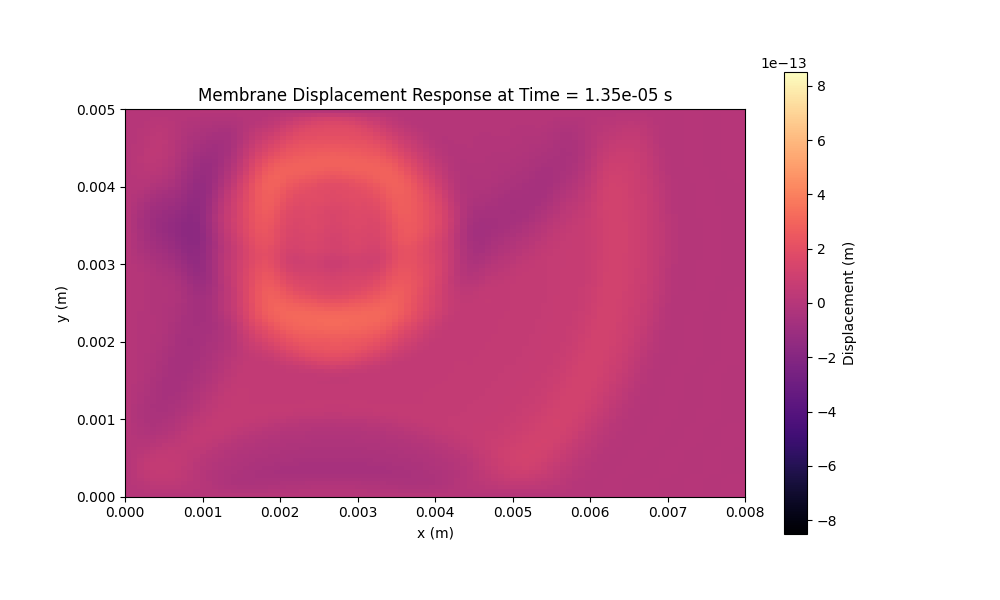 1e−13
Membrane Displacement Response at Time = 1.35e-05 s
0.005
0.004
0.003
0.002
0.001
0.000
y (m)
0.000 0.001 0.002 0.003 0.004 0.005 0.006 0.007 0.008
x (m)
8
6
4
2
0
−2
−4
−6
−8
Displacement (m)